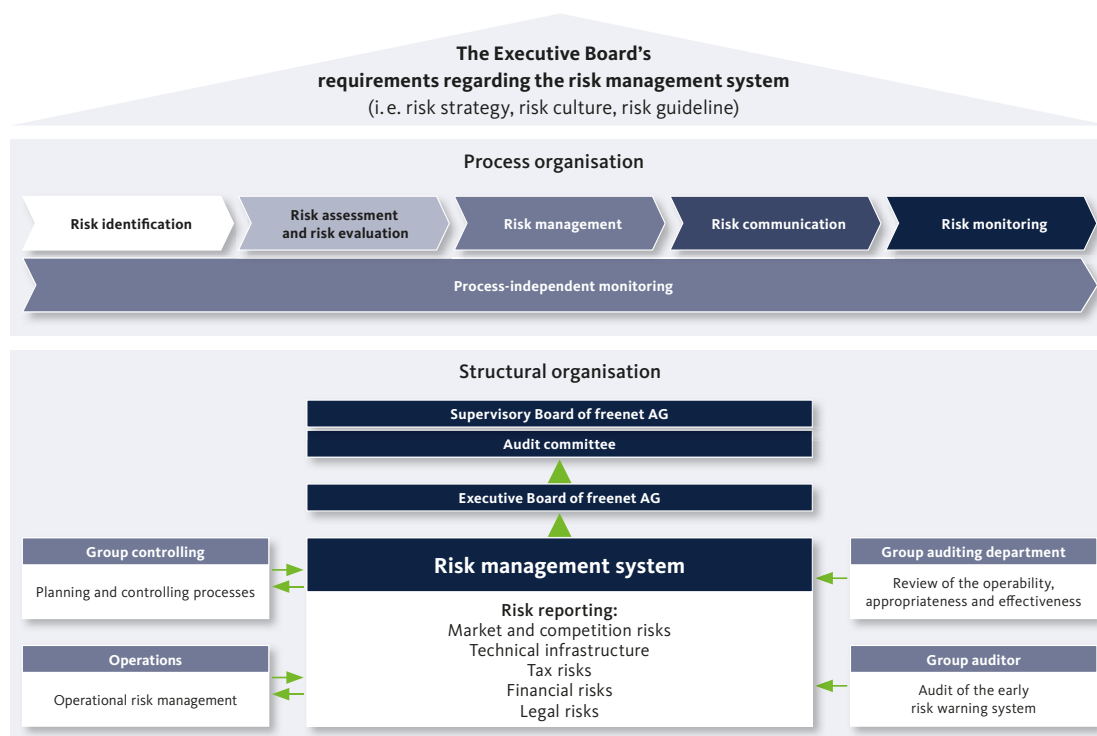 The Executive Board's
requirements regarding the risk management system
(i. e. risk strategy, risk culture, risk guideline)
Process organisation
Risk identification
Risk assessment
and risk evaluation
Risk management
Risk communication
Risk monitoring
Process-independent monitoring
Structural organisation
Supervisory Board of freenet AG
Audit committee
Executive Board of freenet AG
Group controlling
Planning and controlling processes
Operations
Operational risk management
Risk management system
Risk reporting:
Market and competition risks
Technical infrastructure
Tax risks
Financial risks
Legal risks
Group auditing department
Review of the operability,
appropriateness and effectiveness
Group auditor
Audit of the early
risk warning system